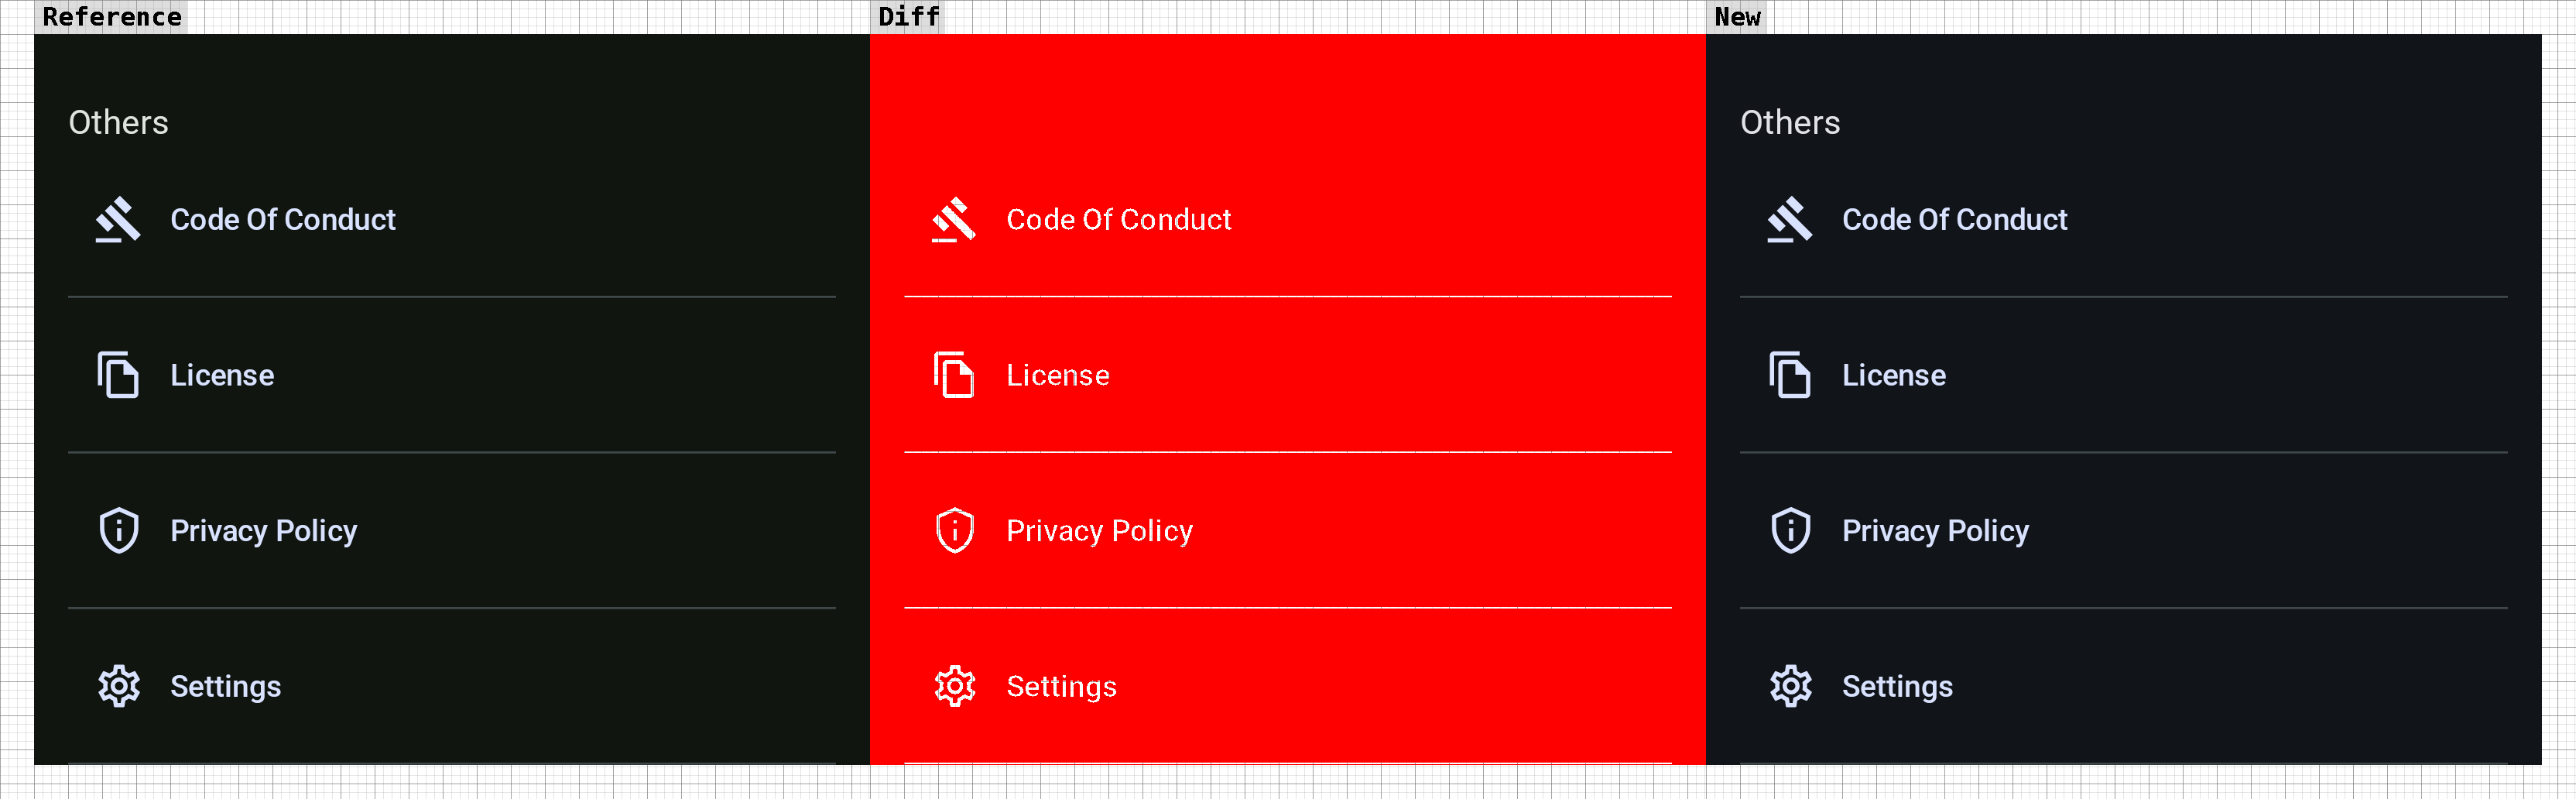 Reference
Diff
New
Others
Others
Code Of Conduct
Code Of Conduct
Code Of Conduct
License
License
License
Privacy Policy
Privacy Policy
Privacy Policy
Settings
Settings
Settings